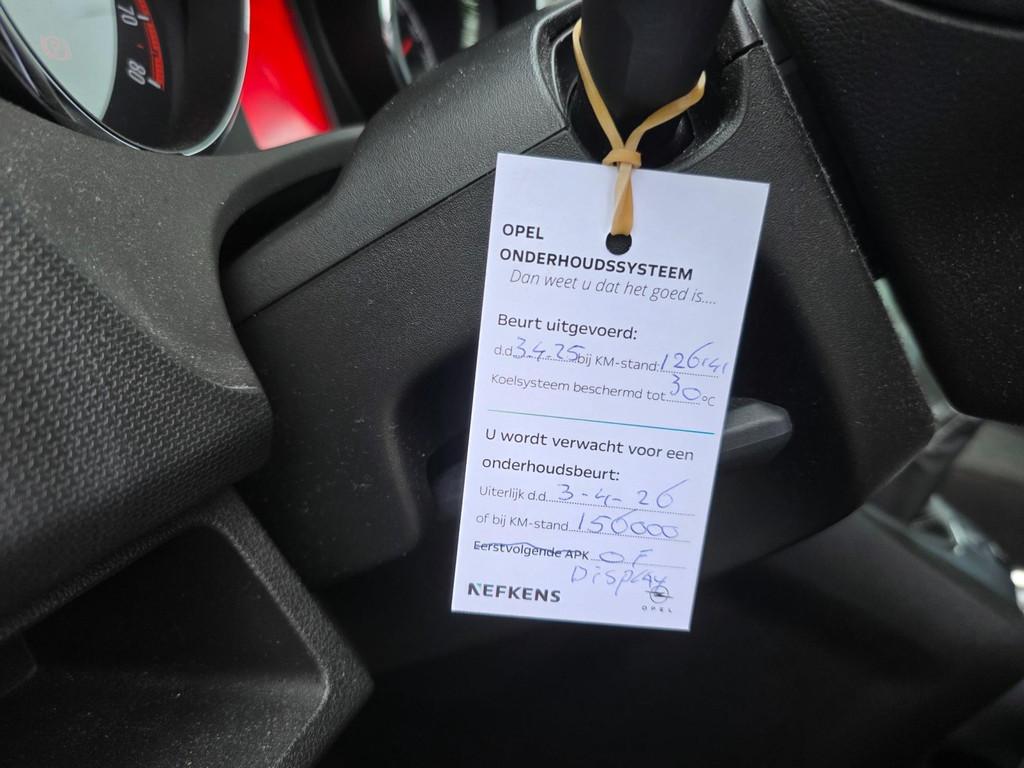 70
80
OPEL
ONDERHOUDSSYSTEEM
Dan weet u dat het goed is....
Beurt uitgevoerd:
d.d. 3-4-25 bij KM-stand: 126141
Koelsysteem beschermd tot 30 °C
U wordt verwacht voor een
onderhoudsbeurt:
Uiterlijk d.d. 3-4-26
of bij KM-stand 156000
Eerstvolgende APK OF
Display
NEFKENS
OPEL